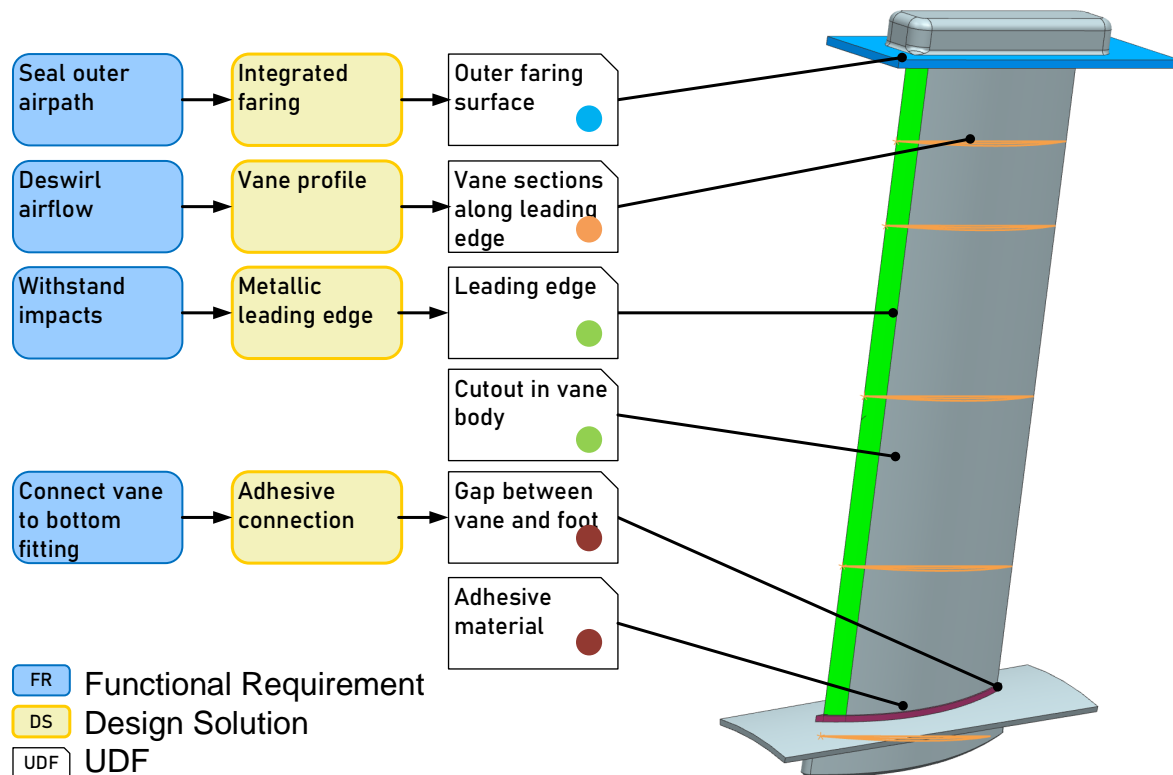 Seal outer
airpath
Integrated
faring
Outer faring
surface
Deswirl
airflow
Vane profile
Vane sections
along leading
edge
Withstand
impacts
Metallic
leading edge
Leading edge
Cutout in vane
body
Connect vane
to bottom
fitting
Adhesive
connection
Gap between
vane and foot
Adhesive
material
FR Functional Requirement
DS Design Solution
UDF UDF